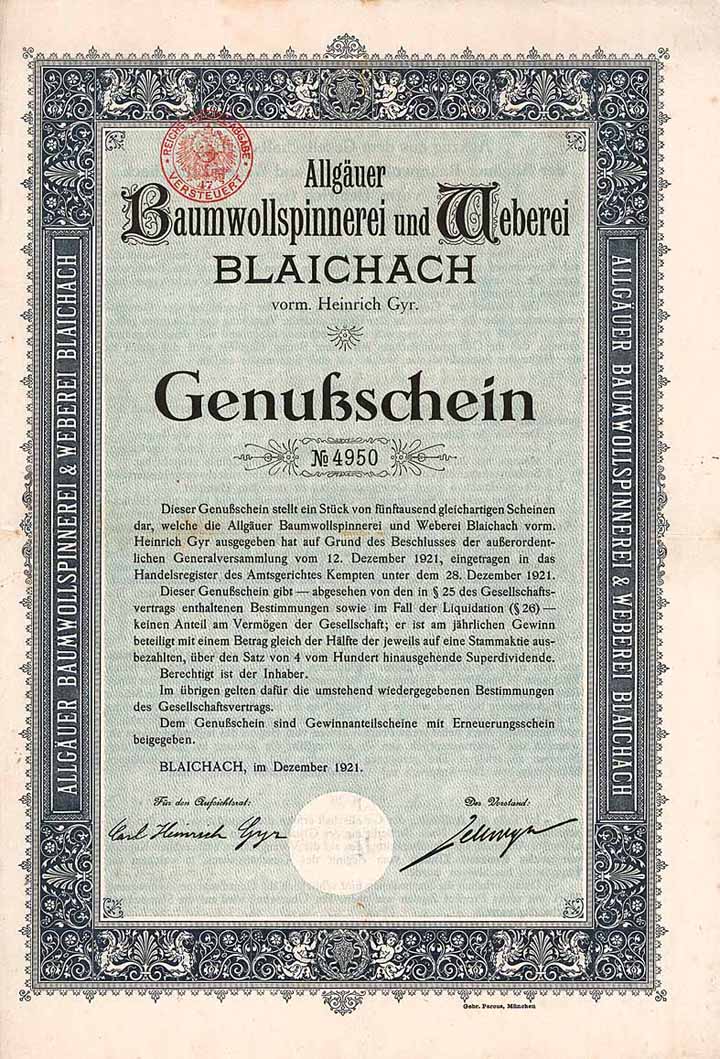 REICHS STEMPEL ABGABE
47
VERSTEUERT
Allgäuer
Baumwollspinnerei und Weberei
BLAICHACH
vorm. Heinrich Gyr.
Genußschein
№ 4950
Dieser Genußschein stellt ein Stück von fünftausend gleichartigen Scheinen
dar, welche die Allgäuer Baumwollspinnerei und Weberei Blaichach vorm.
Heinrich Gyr ausgegeben hat auf Grund des Beschlusses der außerordent-
lichen Generalversammlung vom 12. Dezember 1921, eingetragen in das
Handelsregister des Amtsgerichtes Kempten unter dem 28. Dezember 1921.
Dieser Genußschein gibt — abgesehen von den in § 25 des Gesellschafts-
vertrags enthaltenen Bestimmungen sowie im Fall der Liquidation (§ 26) —
keinen Anteil am Vermögen der Gesellschaft; er ist am jährlichen Gewinn
beteiligt mit einem Betrag gleich der Hälfte der jeweils auf eine Stammaktie aus-
bezahlten, über den Satz von 4 vom Hundert hinausgehende Superdividende.
Berechtigt ist der Inhaber.
Im übrigen gelten dafür die umstehend wiedergegebenen Bestimmungen
des Gesellschaftsvertrags.
Dem Genußschein sind Gewinnanteilscheine mit Erneuerungsschein
beigegeben.
BLAICHACH, im Dezember 1921.
Für den Aufsichtsrat:
Der Vorstand:
Carl Heinrich Gyr
ALLGÄUER BAUMWOLLSPINNEREI & WEBEREI BLAICHACH
ALLGÄUER BAUMWOLLSPINNEREI & WEBEREI BLAICHACH
Gebr. Parcus, München